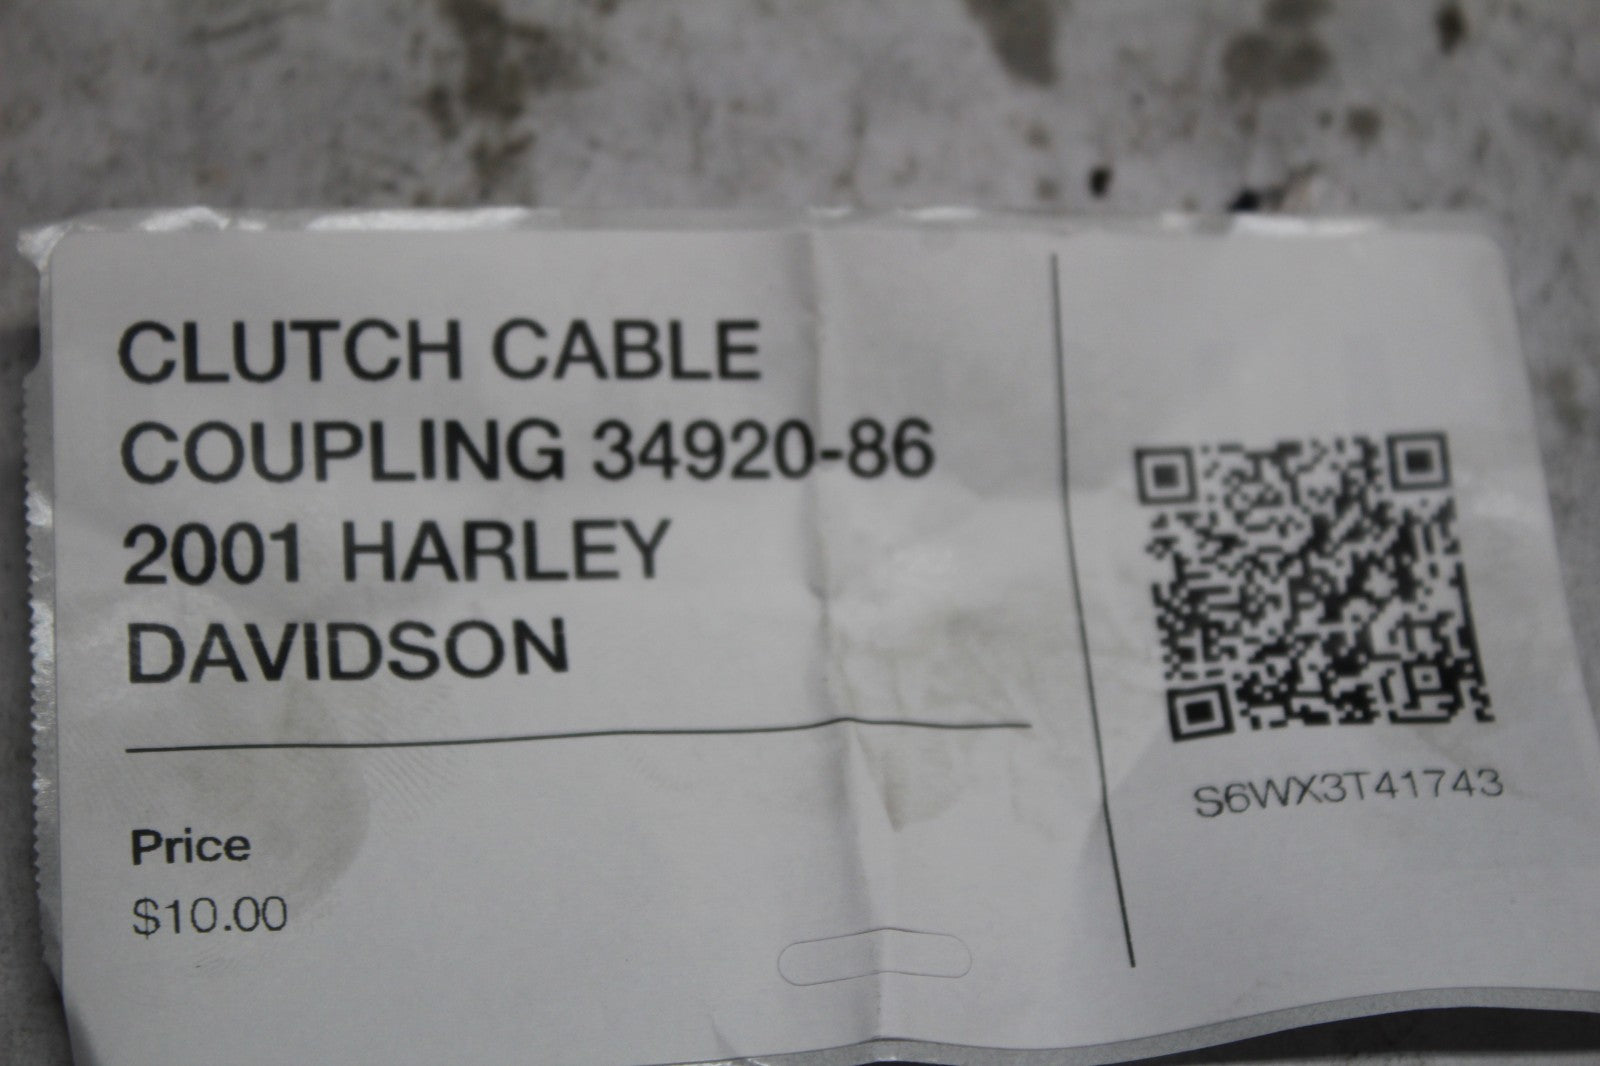 CLUTCH CABLE
COUPLING 34920-86
2001 HARLEY
DAVIDSON
Price
$10.00
S6WX3T41743